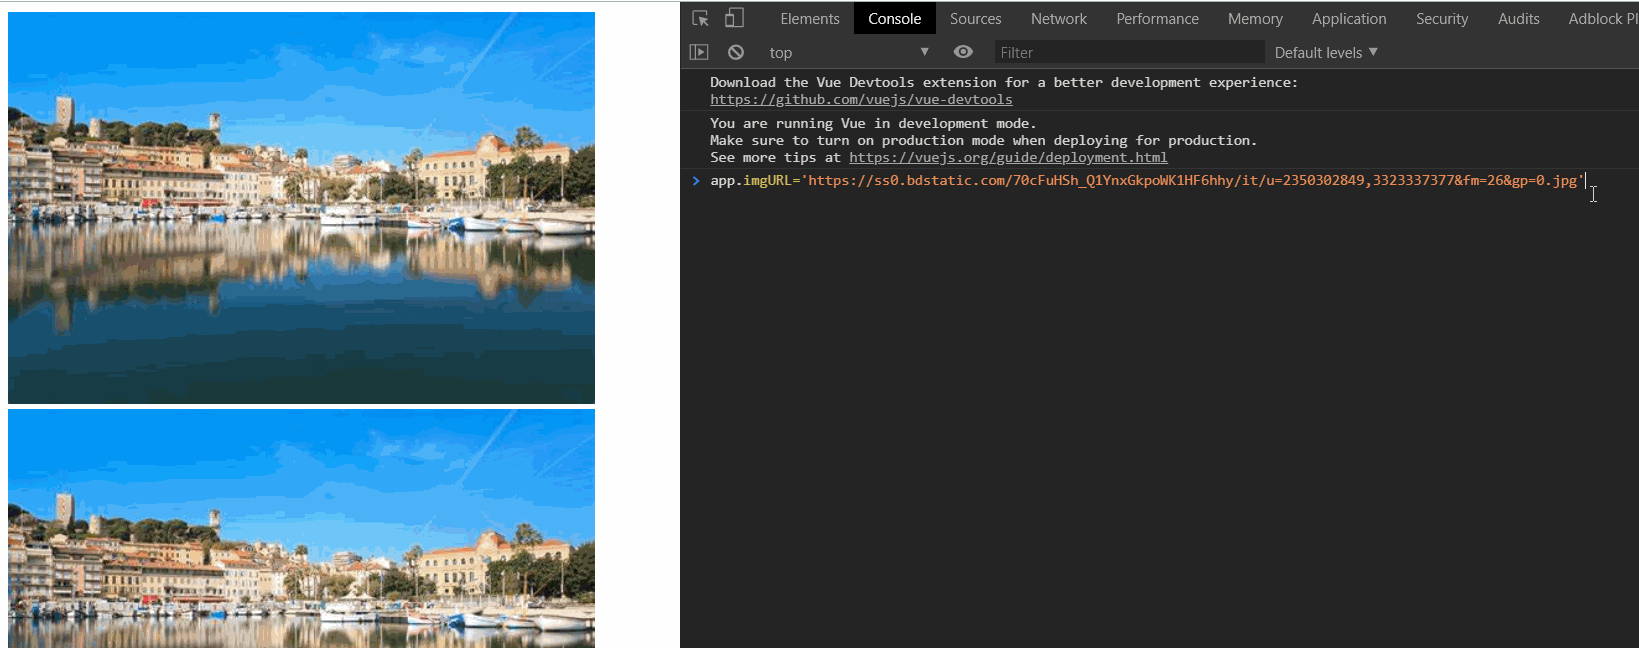 Elements Console Sources Network Performance Memory Application Security Audits Adblock Pl
top Filter Default levels
Download the Vue Devtools extension for a better development experience:
https://github.com/vuejs/vue-devtools
You are running Vue in development mode.
Make sure to turn on production mode when deploying for production.
See more tips at https://vuejs.org/guide/deployment.html
app.imgURL='https://ss0.bdstatic.com/70cFuHSh_Q1YnxGkpoWK1HF6hhy/it/u=2350302849,3323337377&fm=26&gp=0.jpg'